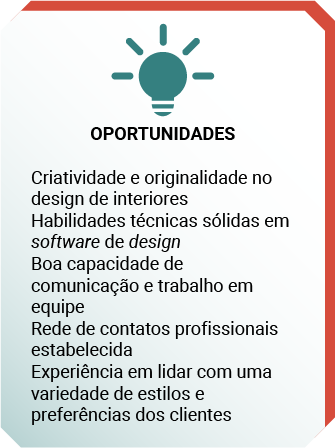 OPORTUNIDADES
Criatividade e originalidade no
design de interiores
Habilidades técnicas sólidas em
software de design
Boa capacidade de
comunicação e trabalho em
equipe
Rede de contatos profissionais
estabelecida
Experiência em lidar com uma
variedade de estilos e
preferências dos clientes